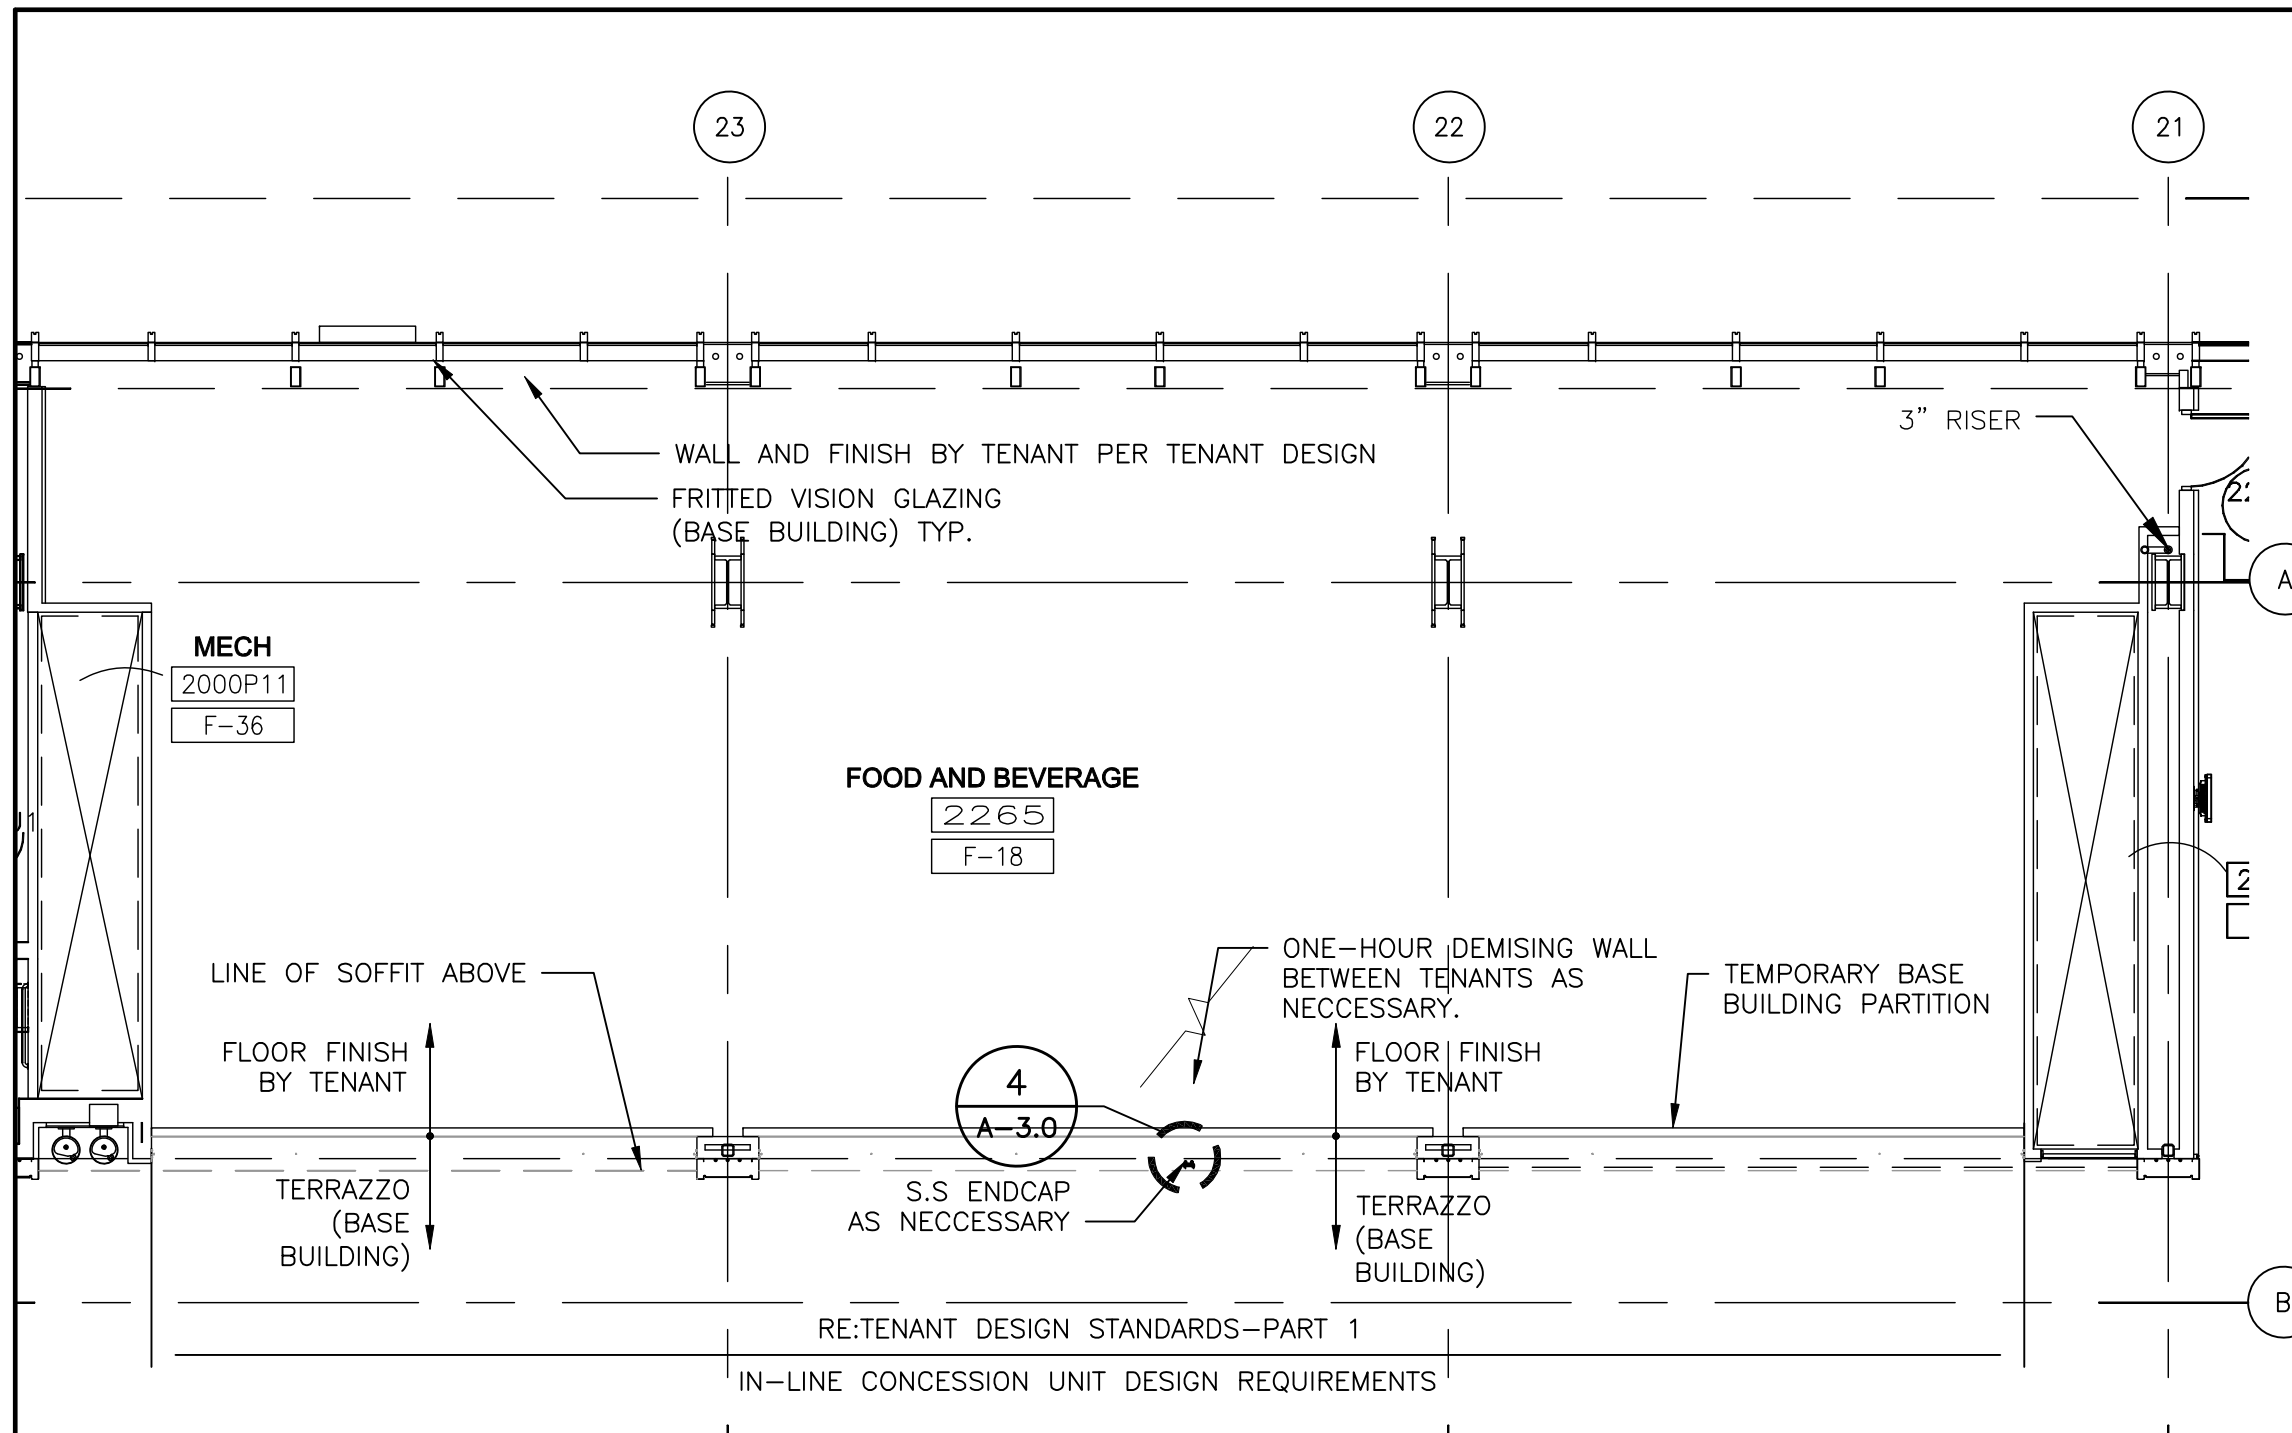 23
22
21
WALL AND FINISH BY TENANT PER TENANT DESIGN
FRITTED VISION GLAZING
(BASE BUILDING) TYP.
3” RISER
A
MECH
2000P11
F-36
FOOD AND BEVERAGE
2265
F-18
LINE OF SOFFIT ABOVE
ONE-HOUR DEMISING WALL
BETWEEN TENANTS AS
NECCESSARY.
TEMPORARY BASE
BUILDING PARTITION
FLOOR FINISH
BY TENANT
4
A-3.0
FLOOR FINISH
BY TENANT
TERRAZZO
(BASE
BUILDING)
S.S ENDCAP
AS NECCESSARY
TERRAZZO
(BASE
BUILDING)
B
RE:TENANT DESIGN STANDARDS-PART 1
IN-LINE CONCESSION UNIT DESIGN REQUIREMENTS